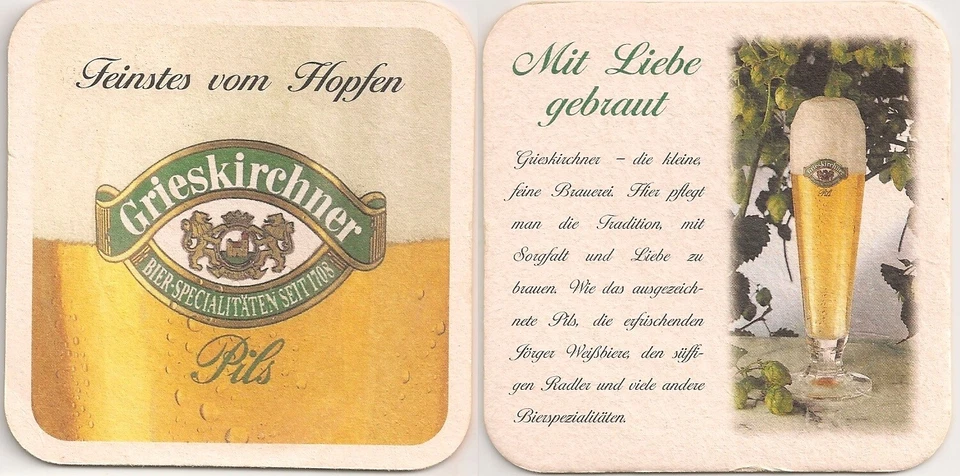 Feinstes vom Hopfen
Grieskirchner
BIER-SPECIALITÄTEN SEIT 1708
Pils
Mit Liebe
gebraut
Grieskirchner – die kleine,
feine Brauerei. Hier pflegt
man die Tradition, mit
Sorgfalt und Liebe zu
brauen. Wie das ausgezeich-
nete Pils, die erfrischenden
Jörger Weißbiere, den süffi-
gen Radler und viele andere
Bierspezialitäten.
Grieskirchner
Pils